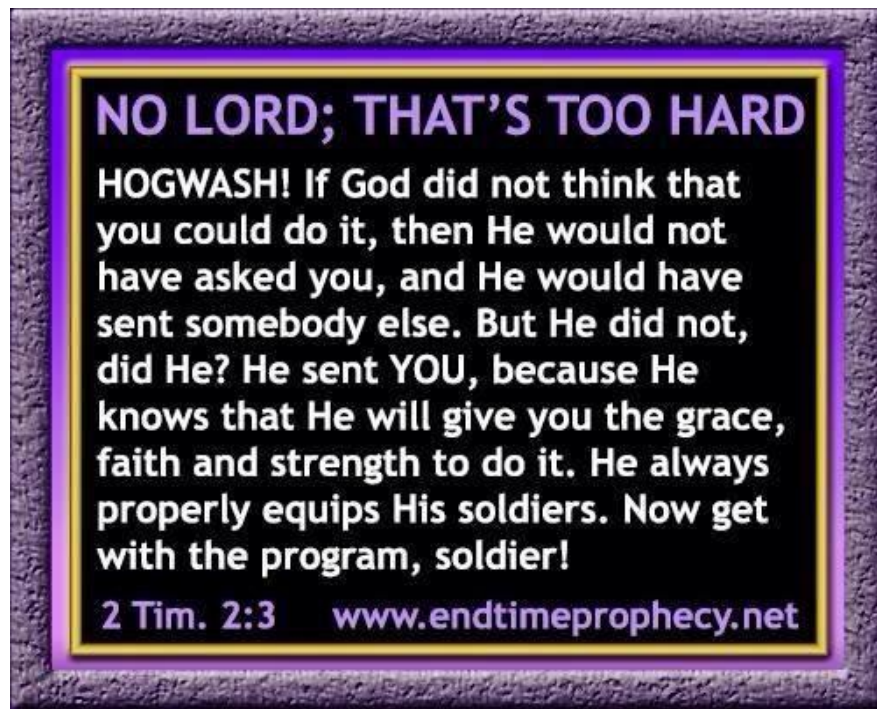 NO LORD; THAT'S TOO HARD
HOGWASH! If God did not think that
you could do it, then He would not
have asked you, and He would have
sent somebody else. But He did not,
did He? He sent YOU, because He
knows that He will give you the grace,
faith and strength to do it. He always
properly equips His soldiers. Now get
with the program, soldier!
2 Tim. 2:3 www.endtimeprophecy.net